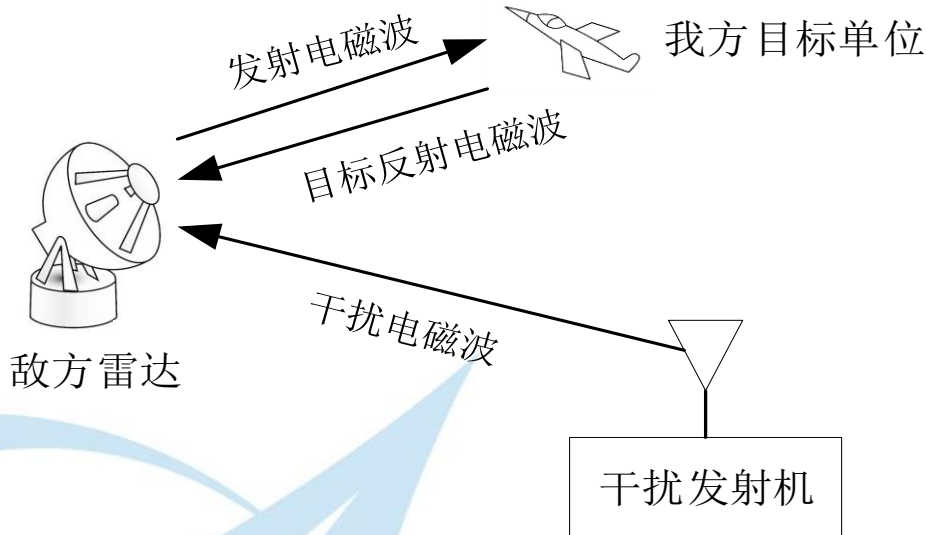 发射电磁波
我方目标单位
目标反射电磁波
干扰电磁波
敌方雷达
干扰发射机